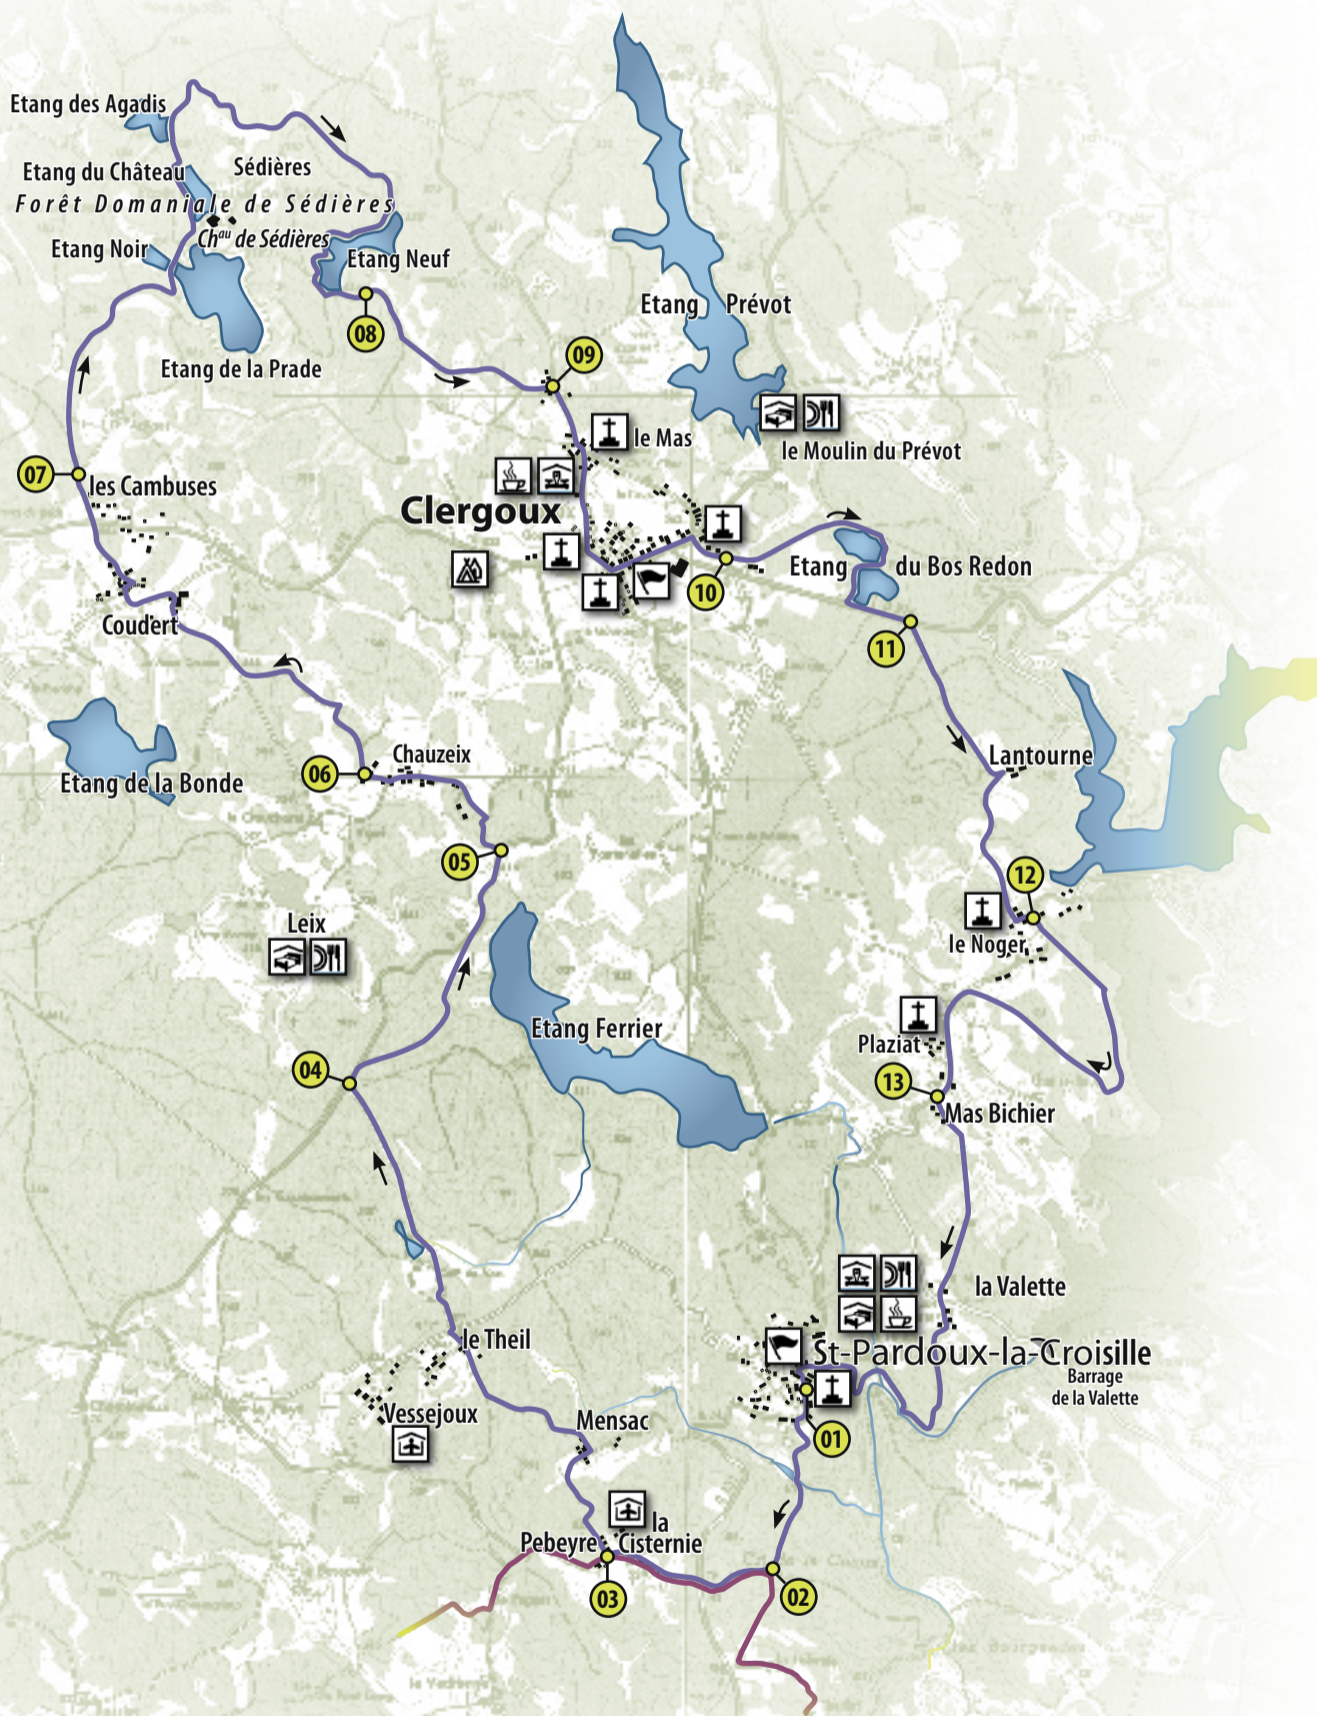 Etang des Agadis
Etang du Château
Sédières
Forêt Domaniale de Sédières
Chau de Sédières
Etang Noir
Etang Neuf
Etang Prévot
08
09
Etang de la Prade
le Mas
le Moulin du Prévot
07
les Cambuses
Clergoux
Etang du Bos Redon
10
Coudert
11
Chauzeix
Lantourne
06
Etang de la Bonde
05
12
Leix
le Noger
Etang Ferrier
Plaziat
04
13
Mas Bichier
la Valette
le Theil
St-Pardoux-la-Croisille
Barrage
de la Valette
Vessejoux
Mensac
01
la
Pebeyre
Cisternie
03
02